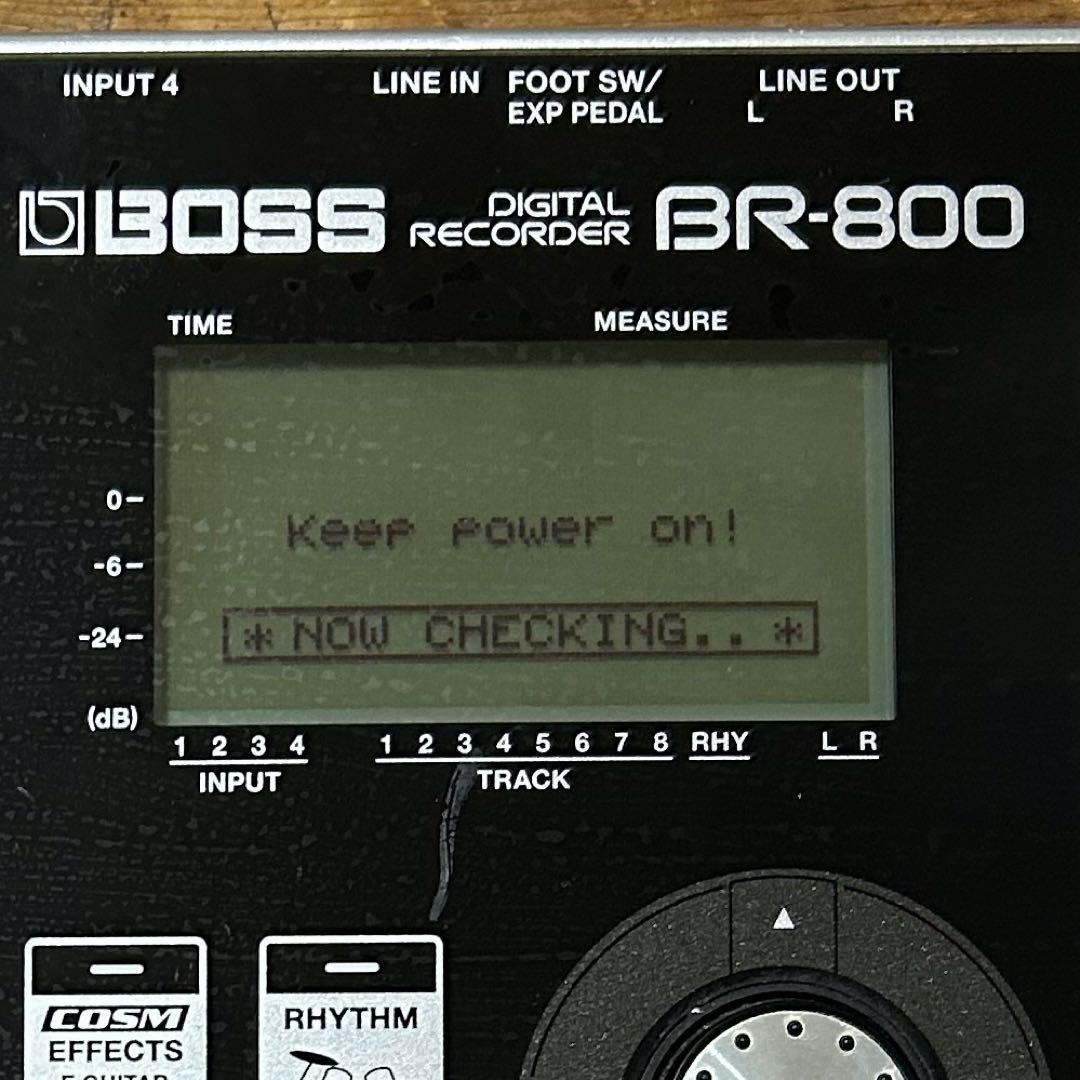 INPUT 4
LINE IN
FOOT SW/
EXP PEDAL
LINE OUT
L R
BOSS
DIGITAL
RECORDER
BR-800
TIME
MEASURE
0
-6
-24
(dB)
Keep power on!
* NOW CHECKING.. *
1 2 3 4
INPUT
1 2 3 4 5 6 7 8
TRACK
RHY
L R
COSM
EFFECTS
E.GUITAR
RHYTHM